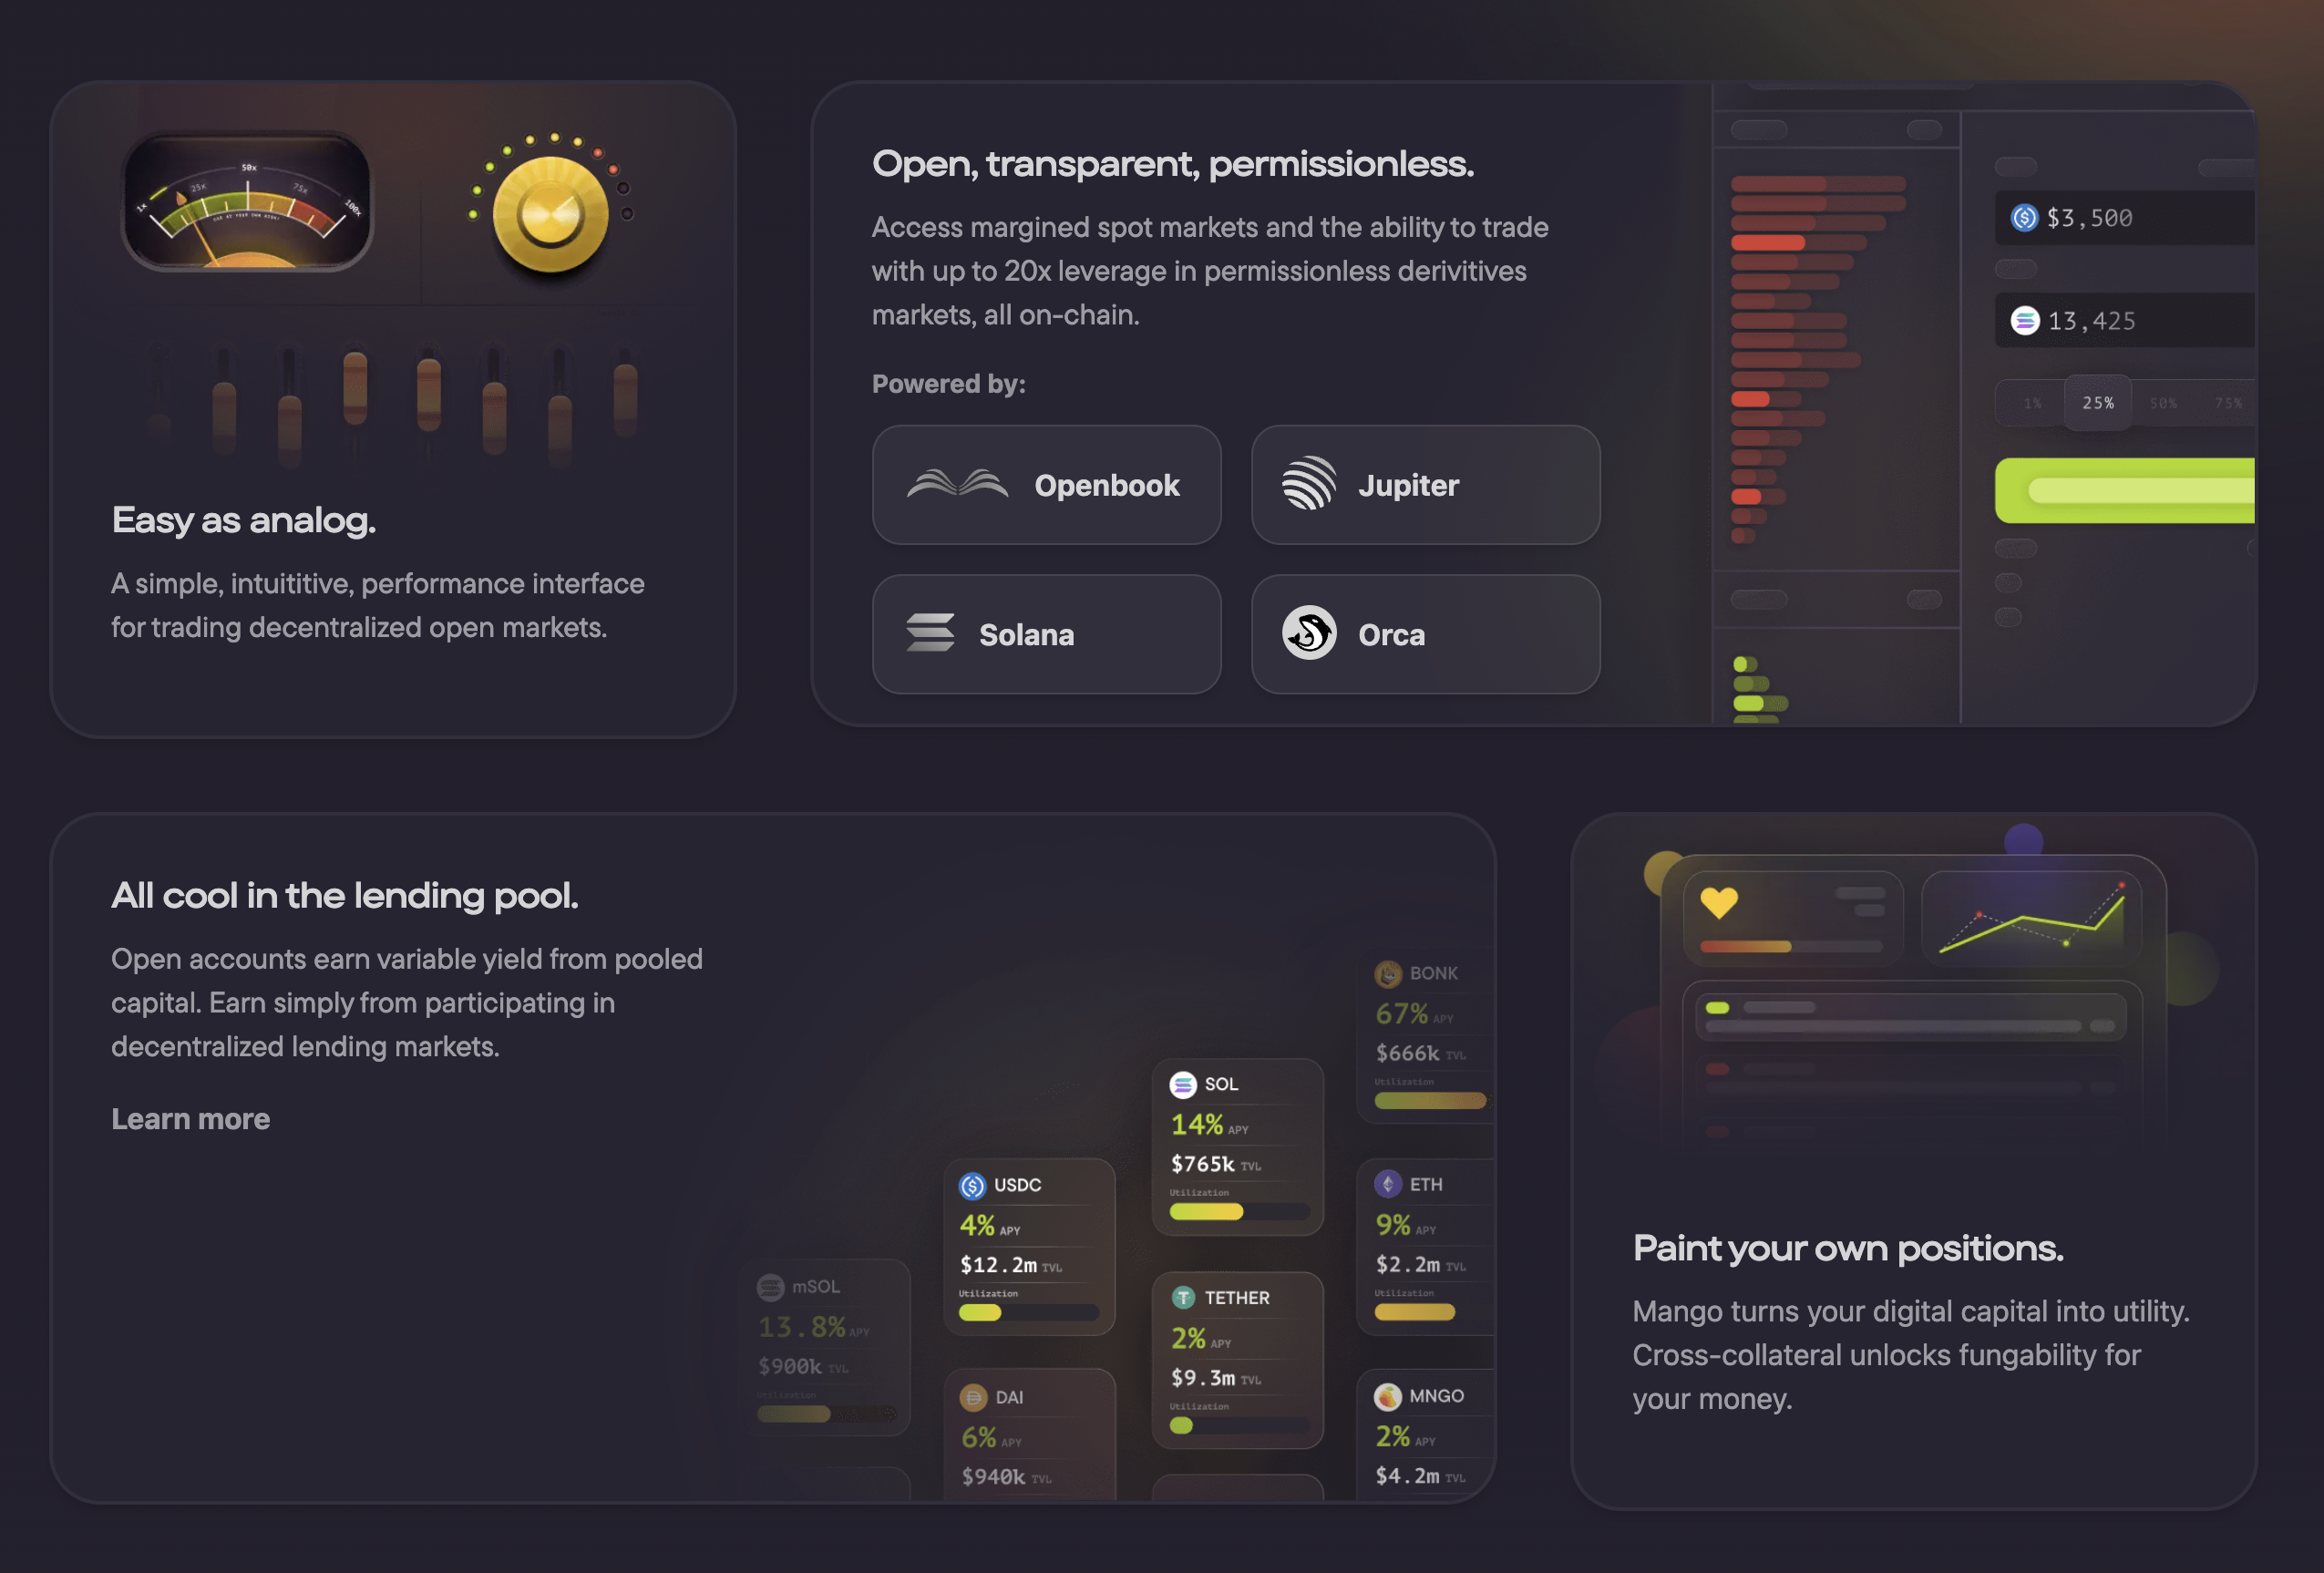 1x
25x
50x
75x
100x
USE AT YOUR OWN RISK!
Easy as analog.
A simple, intuititive, performance interface
for trading decentralized open markets.
Open, transparent, permissionless.
Access margined spot markets and the ability to trade
with up to 20x leverage in permissionless derivitives
markets, all on-chain.
Powered by:
Openbook
Jupiter
Solana
Orca
$3,500
13,425
1% 25% 50% 75%
All cool in the lending pool.
Open accounts earn variable yield from pooled
capital. Earn simply from participating in
decentralized lending markets.
Learn more
mSOL
13.8% APY
$900k TVL
Utilization
USDC
4% APY
$12.2m TVL
Utilization
DAI
6% APY
$940k TVL
SOL
14% APY
$765k TVL
Utilization
TETHER
2% APY
$9.3m TVL
Utilization
BONK
67% APY
$666k TVL
Utilization
ETH
9% APY
$2.2m TVL
Utilization
MNGO
2% APY
$4.2m TVL
Paint your own positions.
Mango turns your digital capital into utility.
Cross-collateral unlocks fungability for
your money.